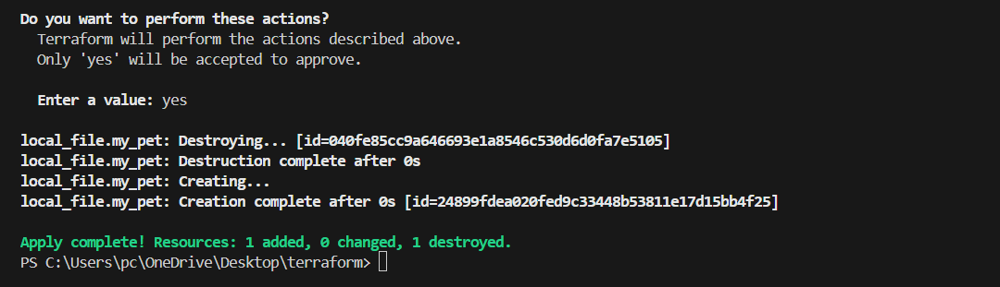 Do you want to perform these actions?
Terraform will perform the actions described above.
Only 'yes' will be accepted to approve.
Enter a value: yes
local_file.my_pet: Destroying... [id=040fe85cc9a646693e1a8546c530d6d0fa7e5105]
local_file.my_pet: Destruction complete after 0s
local_file.my_pet: Creating...
local_file.my_pet: Creation complete after 0s [id=24899fdea020fed9c33448b53811e17d15bb4f25]
Apply complete! Resources: 1 added, 0 changed, 1 destroyed.
PS C:\Users\pc\OneDrive\Desktop\terraform>